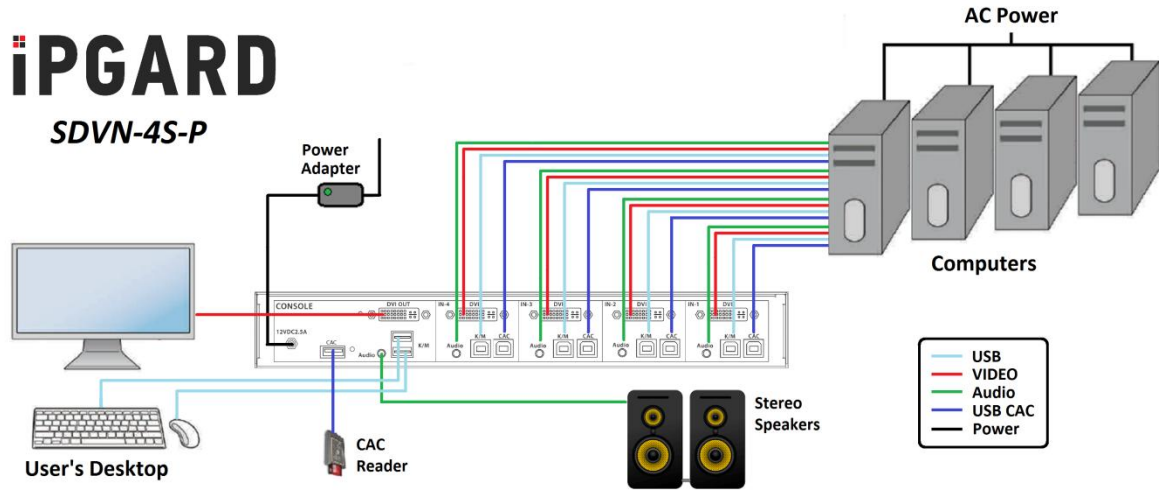 iPGARD
SDVN-4S-P
AC Power
Power
Adapter
Computers
CONSOLE
DVI OUT
IN-4
DVI
IN-3
DVI
IN-2
DVI
IN-1
DVI
12VDC2.5A
CAC
Audio
K/M
Audio
K/M
CAC
Audio
K/M
CAC
Audio
K/M
CAC
Audio
K/M
CAC
User's Desktop
CAC
Reader
Stereo
Speakers
USB
VIDEO
Audio
USB CAC
Power